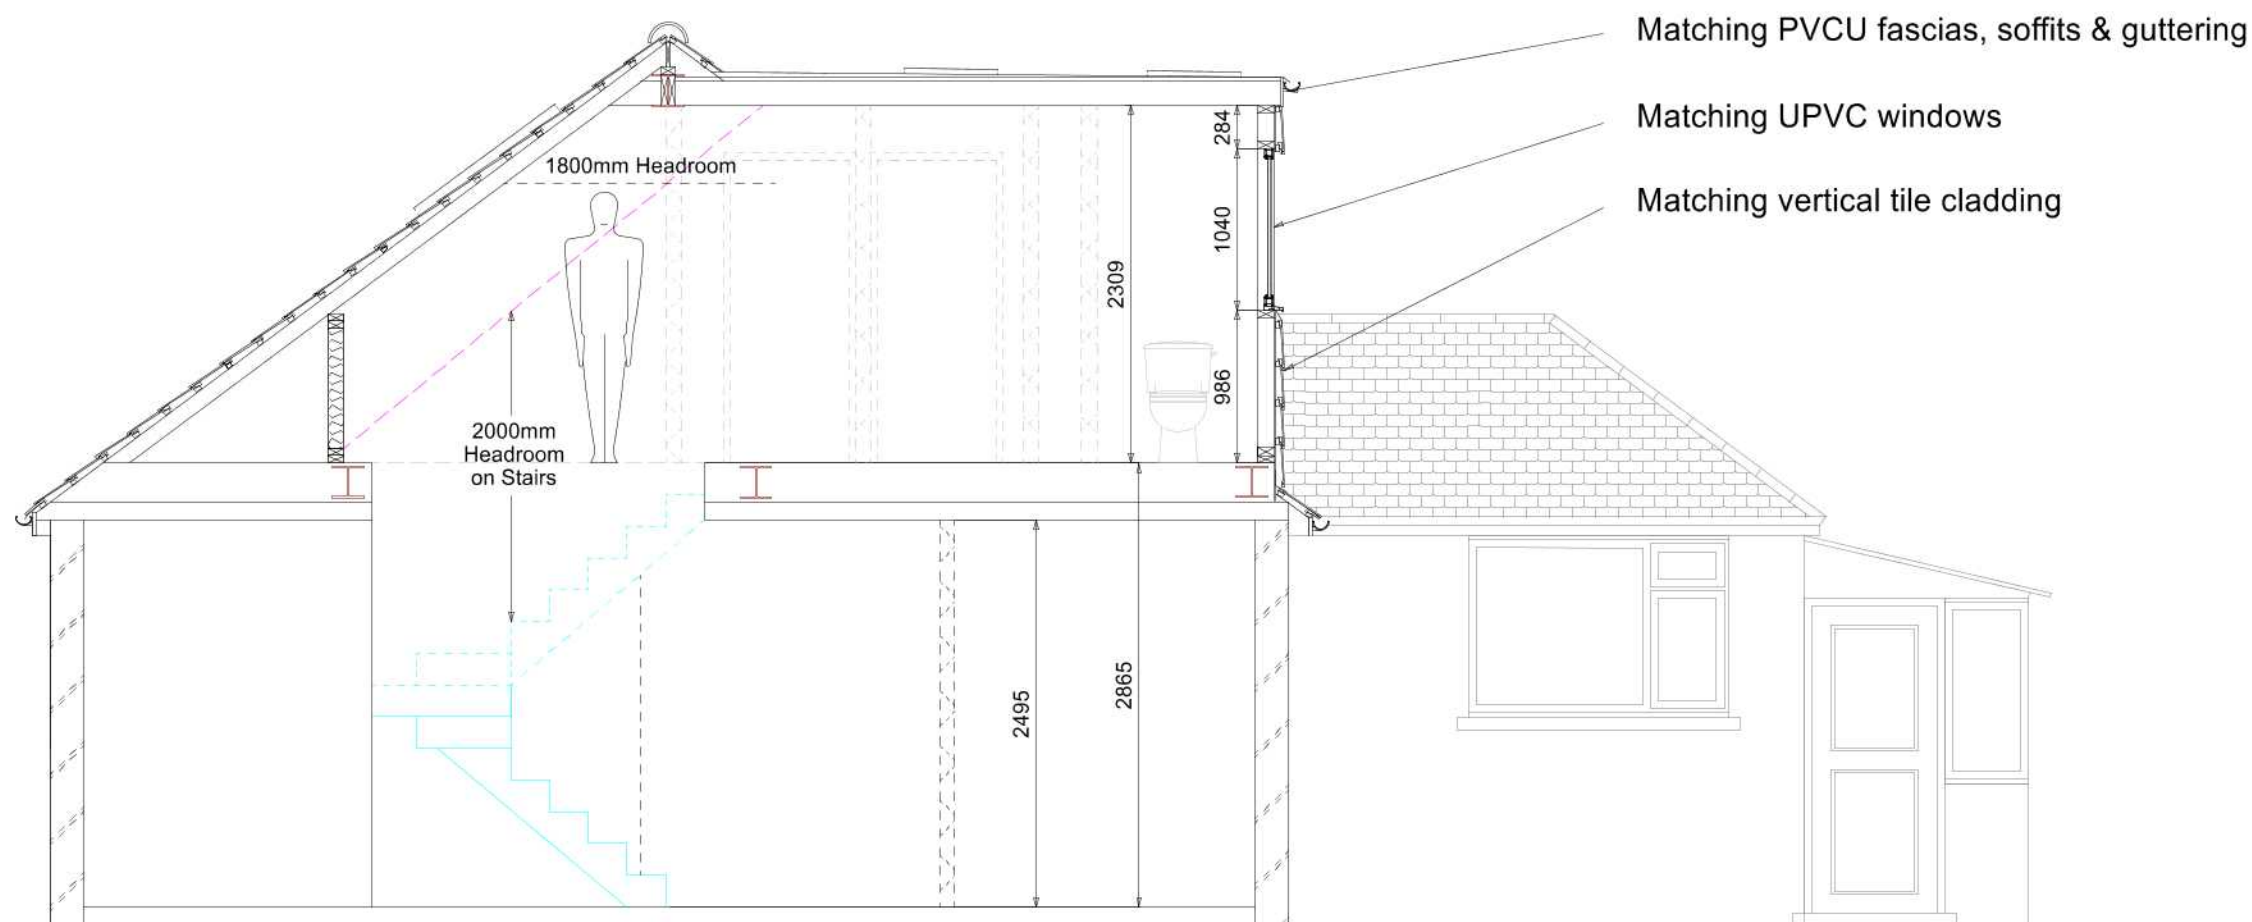 Matching PVCU fascias, soffits & guttering
Matching UPVC windows
Matching vertical tile cladding
1800mm Headroom
284
1040
2309
986
2000mm
Headroom
on Stairs
2495
2865